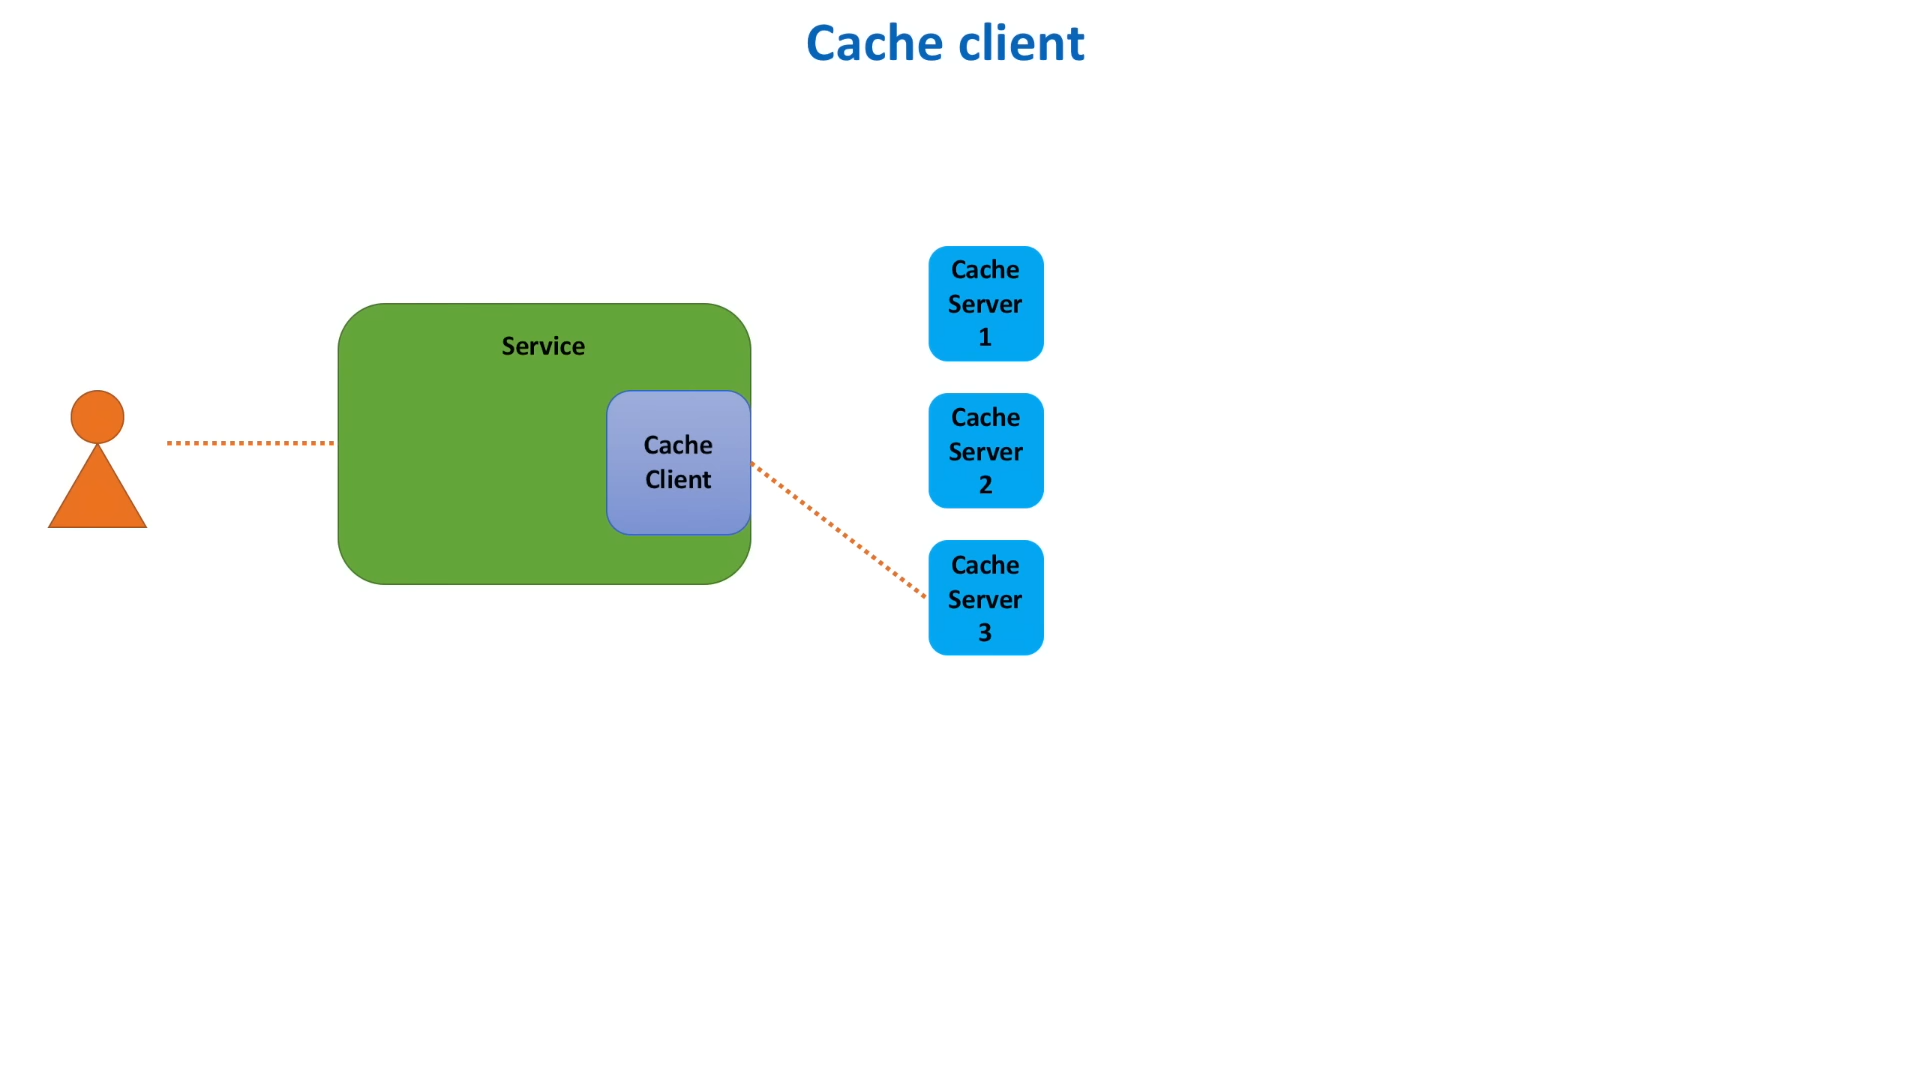 Cache client
Service
Cache
Client
Cache
Server
1
Cache
Server
2
Cache
Server
3